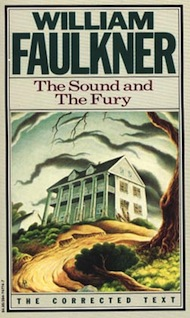 WILLIAM
FAULKNER
The Sound and
The Fury
THE CORRECTED TEXT